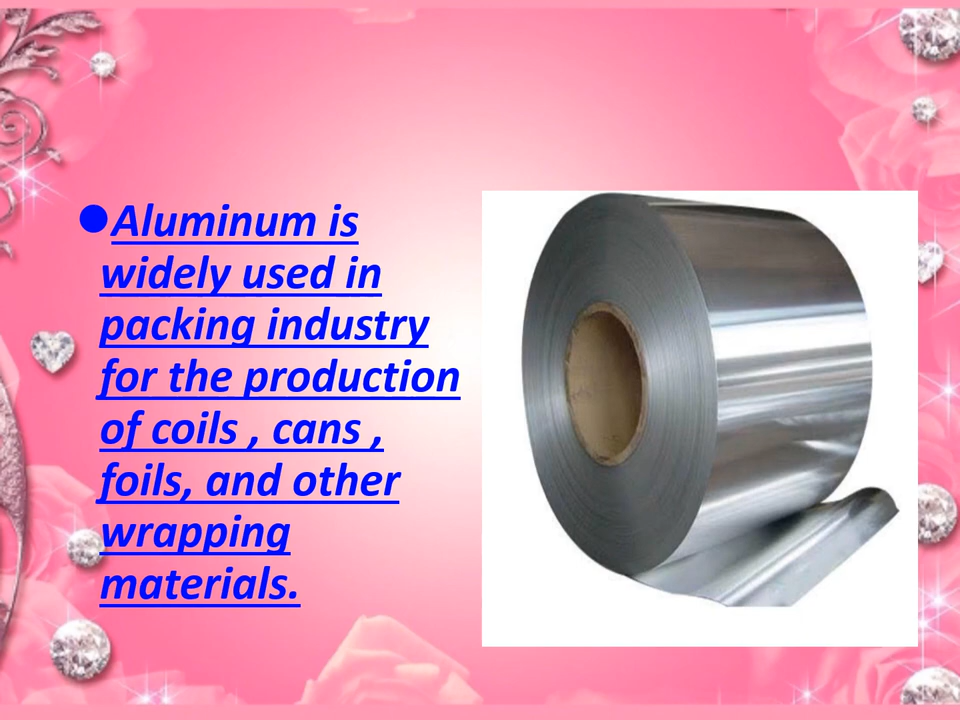 ●Aluminum is
widely used in
packing industry
for the production
of coils , cans ,
foils, and other
wrapping
materials.